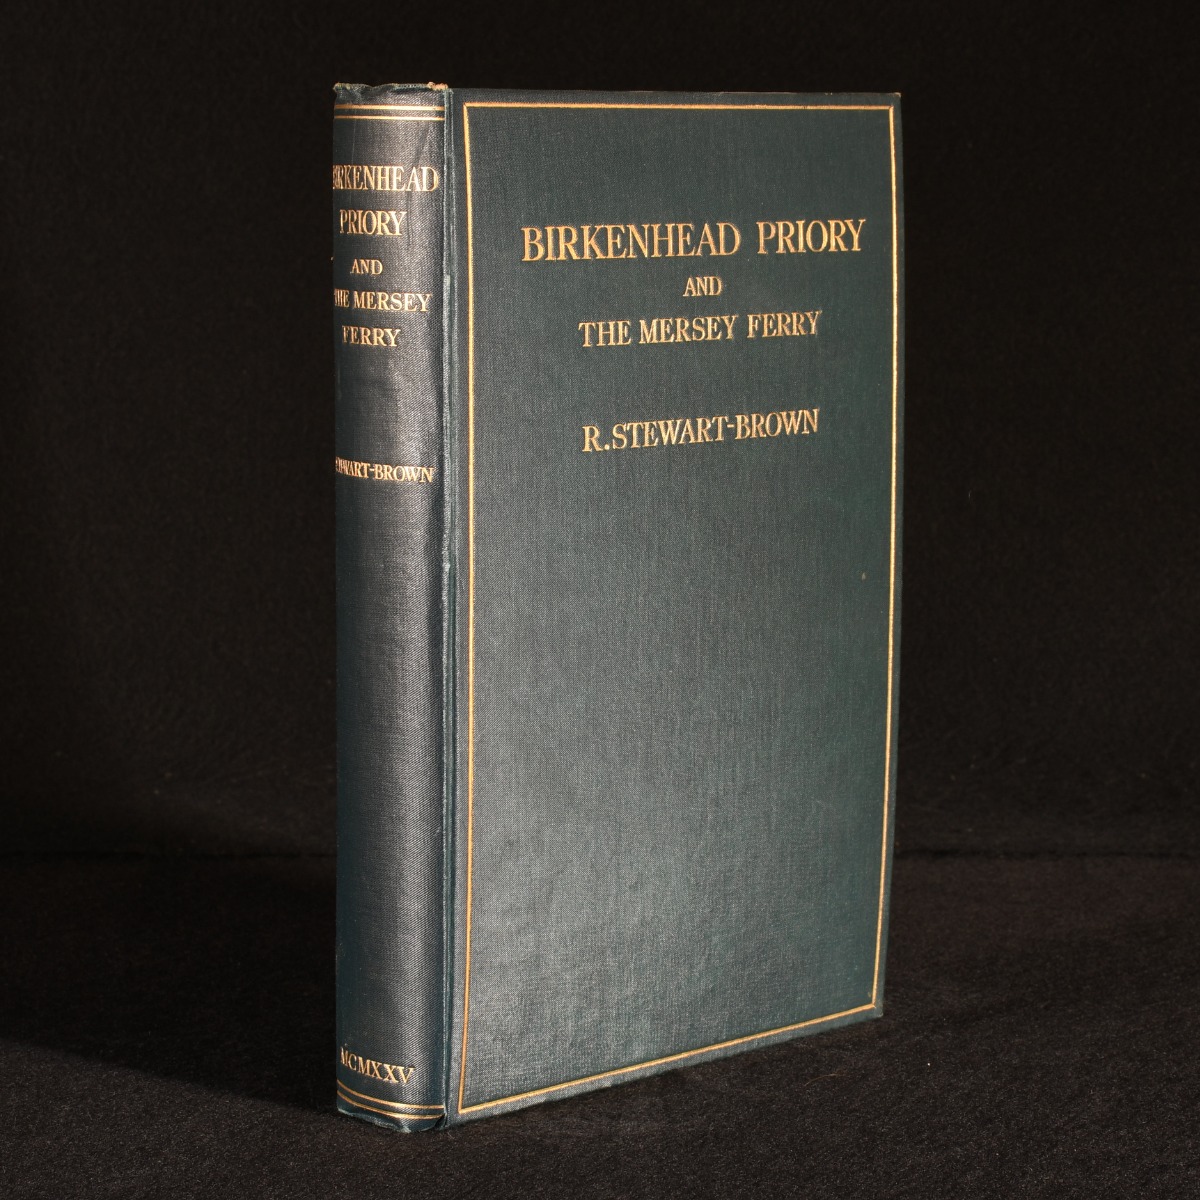 BIRKENHEAD
PRIORY
AND
THE MERSEY
FERRY
STEWART-BROWN
MCMXXV
BIRKENHEAD PRIORY
AND
THE MERSEY FERRY
R. STEWART-BROWN